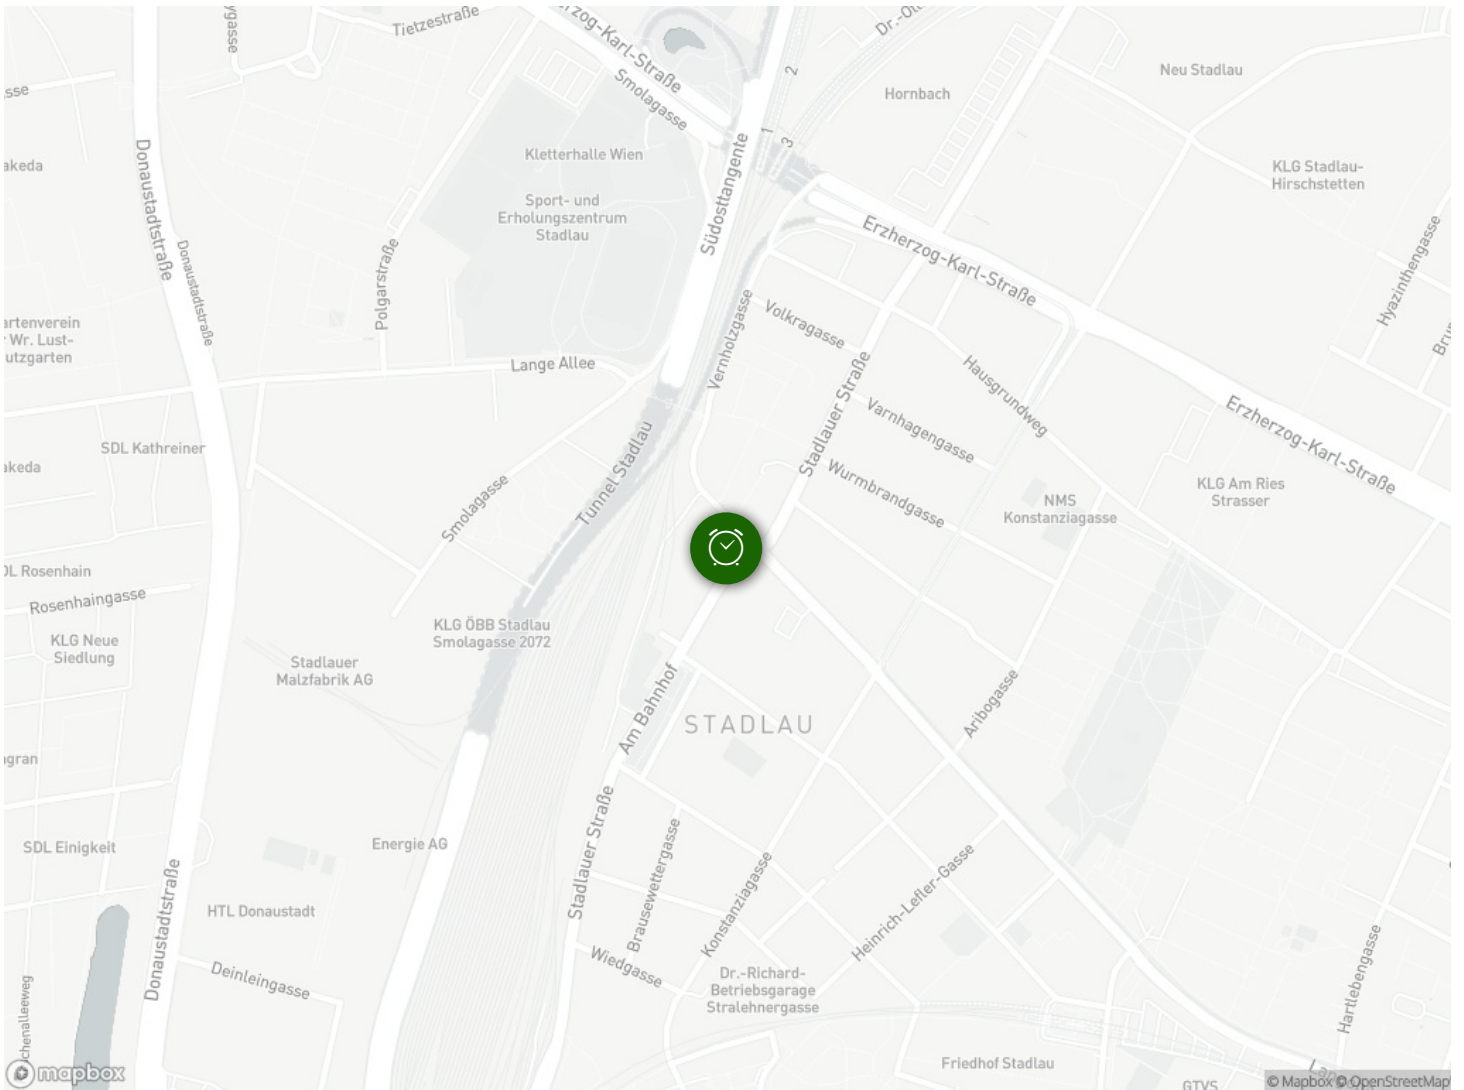 Tietzestraße
Erzherzog-Karl-Straße
Smolagasse
2
1
3
Hornbach
Neu Stadlau
Kletterhalle Wien
KLG Stadlau-
Hirschstetten
Sport- und
Erholungszentrum
Stadlau
Südosttangente
Donaustadtstraße
Donaustadtstraße
Polgarstraße
Erzherzog-Karl-Straße
Hyazinthengasse
Volkragasse
Vernholzgasse
Lange Allee
Stadlauer Straße
Hausgrundweg
Varnhagengasse
Erzherzog-Karl-Straße
SDL Kathreiner
Tunnel Stadlau
Smolagasse
Wurmbrandgasse
NMS
Konstanziagasse
KLG Am Ries
Strasser
Rosenhaingasse
KLG Neue
Siedlung
KLG ÖBB Stadlau
Smolagasse 2072
Stadlauer
Malzfabrik AG
Am Bahnhof
STADLAU
Aribogasse
Energie AG
SDL Einigkeit
Stadlauer Straße
Brausewettergasse
Konstanziagasse
Heinrich-Lefler-Gasse
HTL Donaustadt
Donaustadtstraße
Deinleingasse
Wiedgasse
Dr.-Richard-
Betriebsgarage
Stralehnergasse
Hartlebengasse
Friedhof Stadlau
GTVS
mapbox
© Mapbox © OpenStreetMap